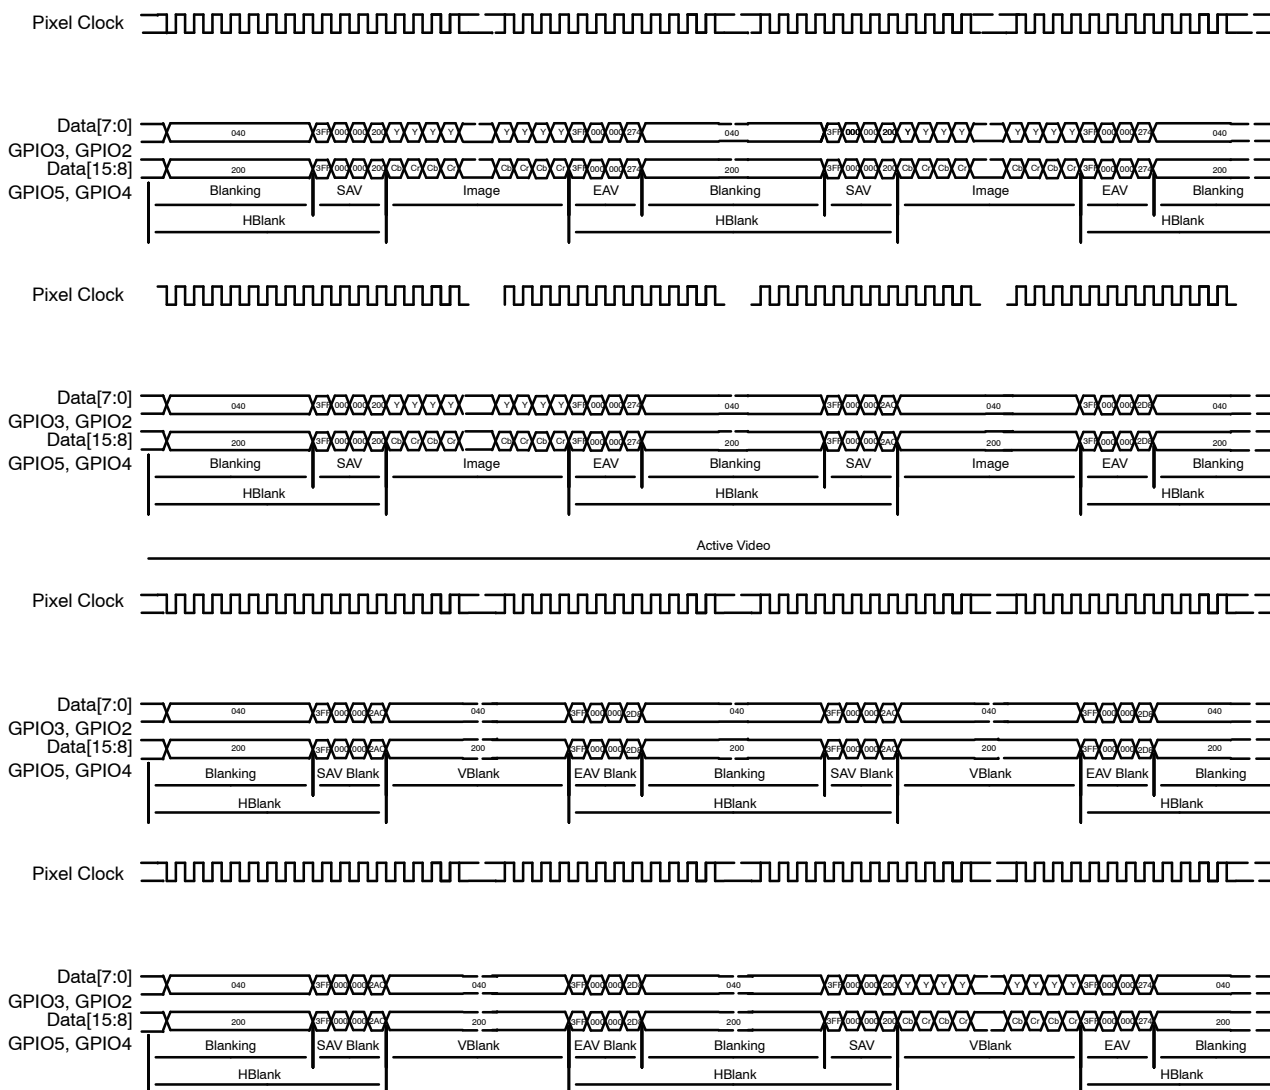 Pixel Clock
Data[7:0] 040 3FF 000 000 200 Y Y Y Y Y Y Y Y 3FF 000 000 274 040 3FF 000 000 200 Y Y Y Y Y Y Y Y 3FF 000 000 274 040
GPIO3, GPIO2
Data[15:8] 200 3FF 000 000 200 Cb Cr Cb Cr Cb Cr Cb Cr 3FF 000 000 274 200 3FF 000 000 200 Cb Cr Cb Cr Cb Cr Cb Cr 3FF 000 000 274 200
GPIO5, GPIO4 Blanking SAV Image EAV Blanking SAV Image EAV Blanking
HBlank HBlank HBlank
Pixel Clock
Data[7:0] 040 3FF 000 000 200 Y Y Y Y Y Y Y Y 3FF 000 000 274 040 3FF 000 000 2AC 040 3FF 000 000 2D8 040
GPIO3, GPIO2
Data[15:8] 200 3FF 000 000 200 Cb Cr Cb Cr Cb Cr Cb Cr 3FF 000 000 274 200 3FF 000 000 2AC 200 3FF 000 000 2D8 200
GPIO5, GPIO4 Blanking SAV Image EAV Blanking SAV Image EAV Blanking
HBlank HBlank HBlank
Active Video
Pixel Clock
Data[7:0] 040 3FF 000 000 2AC 040 3FF 000 000 2D8 040 3FF 000 000 2AC 040 3FF 000 000 2D8 040
GPIO3, GPIO2
Data[15:8] 200 3FF 000 000 2AC 200 3FF 000 000 2D8 200 3FF 000 000 2AC 200 3FF 000 000 2D8 200
GPIO5, GPIO4 Blanking SAV Blank VBlank EAV Blank Blanking SAV Blank VBlank EAV Blank Blanking
HBlank HBlank HBlank
Pixel Clock
Data[7:0] 040 3FF 000 000 2AC 040 3FF 000 000 2D8 040 3FF 000 000 200 Y Y Y Y Y Y Y Y 3FF 000 000 274 040
GPIO3, GPIO2
Data[15:8] 200 3FF 000 000 2AC 200 3FF 000 000 2D8 200 3FF 000 000 200 Cb Cr Cb Cr Cb Cr Cb Cr 3FF 000 000 274 200
GPIO5, GPIO4 Blanking SAV Blank VBlank EAV Blank Blanking SAV VBlank EAV Blanking
HBlank HBlank HBlank